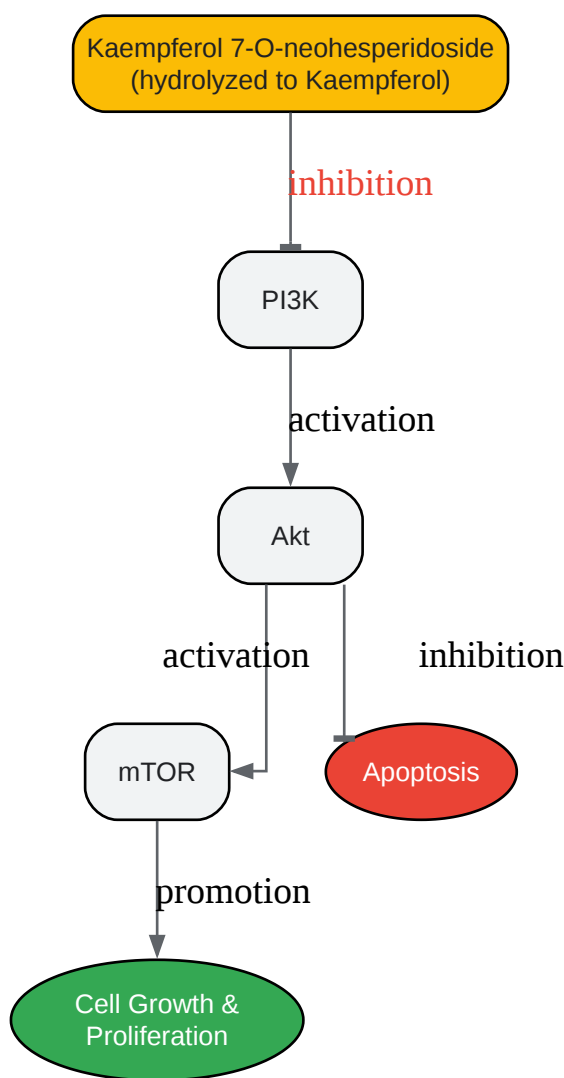 Kaempferol 7-O-neohesperidoside
(hydrolyzed to Kaempferol)
inhibition
PI3K
activation
Akt
activation
inhibition
mTOR
Apoptosis
promotion
Cell Growth &
Proliferation